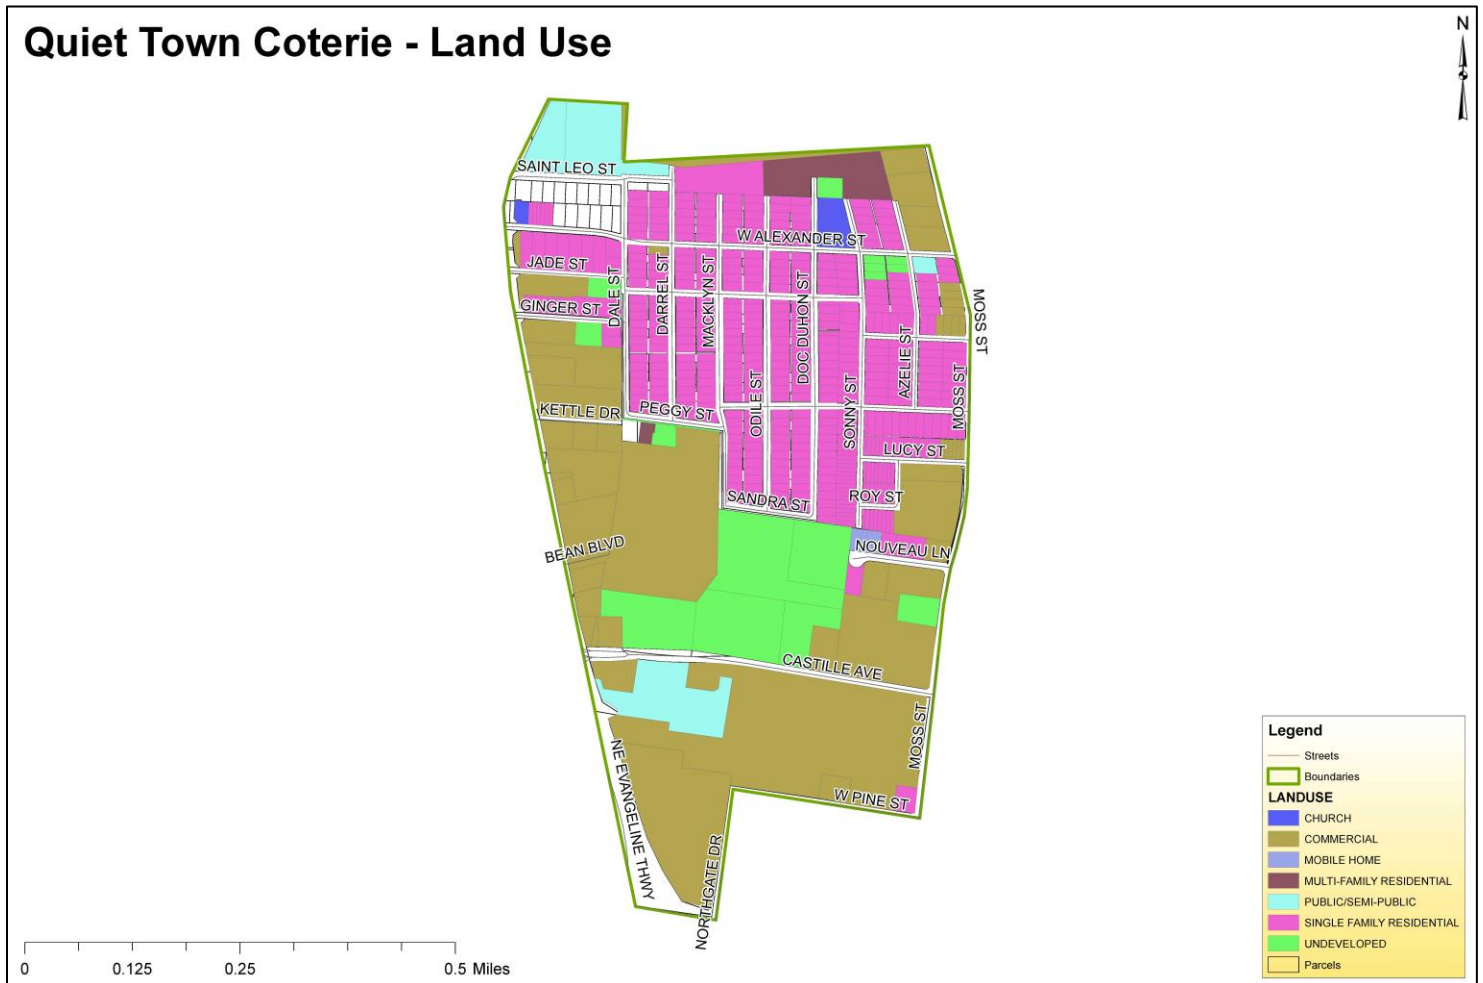 Quiet Town Coterie - Land Use
N
SAINT LEO ST
W ALEXANDER ST
JADE ST
GINGER ST
DALE ST
DARREL ST
MACKLYN ST
DOC DUHON ST
AZELIE ST
MOSS ST
ODILE ST
SONNY ST
MOSS ST
KETTLE DR
PEGGY ST
LUCY ST
SANDRA ST
ROY ST
BEAN BLVD
NOUVEAU LN
CASTILLE AVE
MOSS ST
NE EVANGELINE THWY
W PINE ST
NORTHGATE DR
Legend
Streets
Boundaries
LANDUSE
CHURCH
COMMERCIAL
MOBILE HOME
MULTI-FAMILY RESIDENTIAL
PUBLIC/SEMI-PUBLIC
SINGLE FAMILY RESIDENTIAL
UNDEVELOPED
Parcels
0 0.125 0.25 0.5 Miles